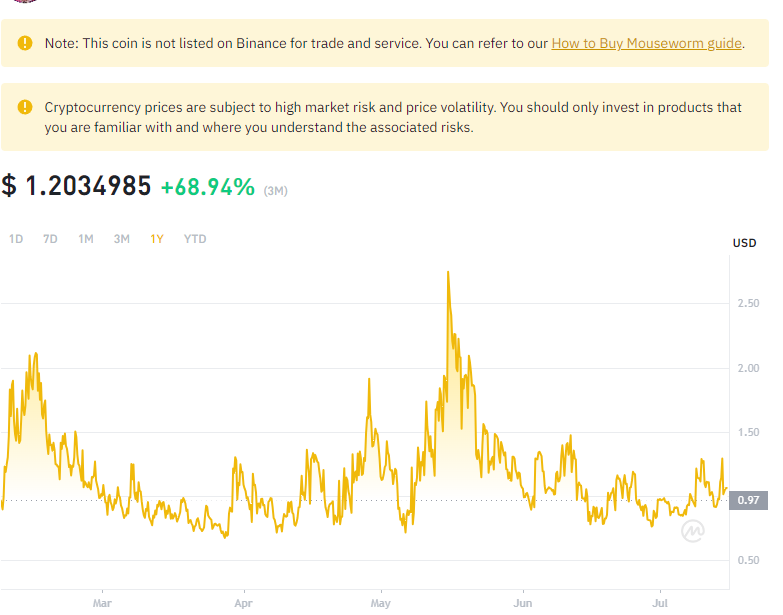 Note: This coin is not listed on Binance for trade and service. You can refer to our How to Buy Mouseworm guide.
Cryptocurrency prices are subject to high market risk and price volatility. You should only invest in products that
you are familiar with and where you understand the associated risks.
$ 1.2034985 +68.94% (3M)
1D 7D 1M 3M 1Y YTD
USD
2.50
2.00
1.50
0.97
0.50
Mar Apr May Jun Jul